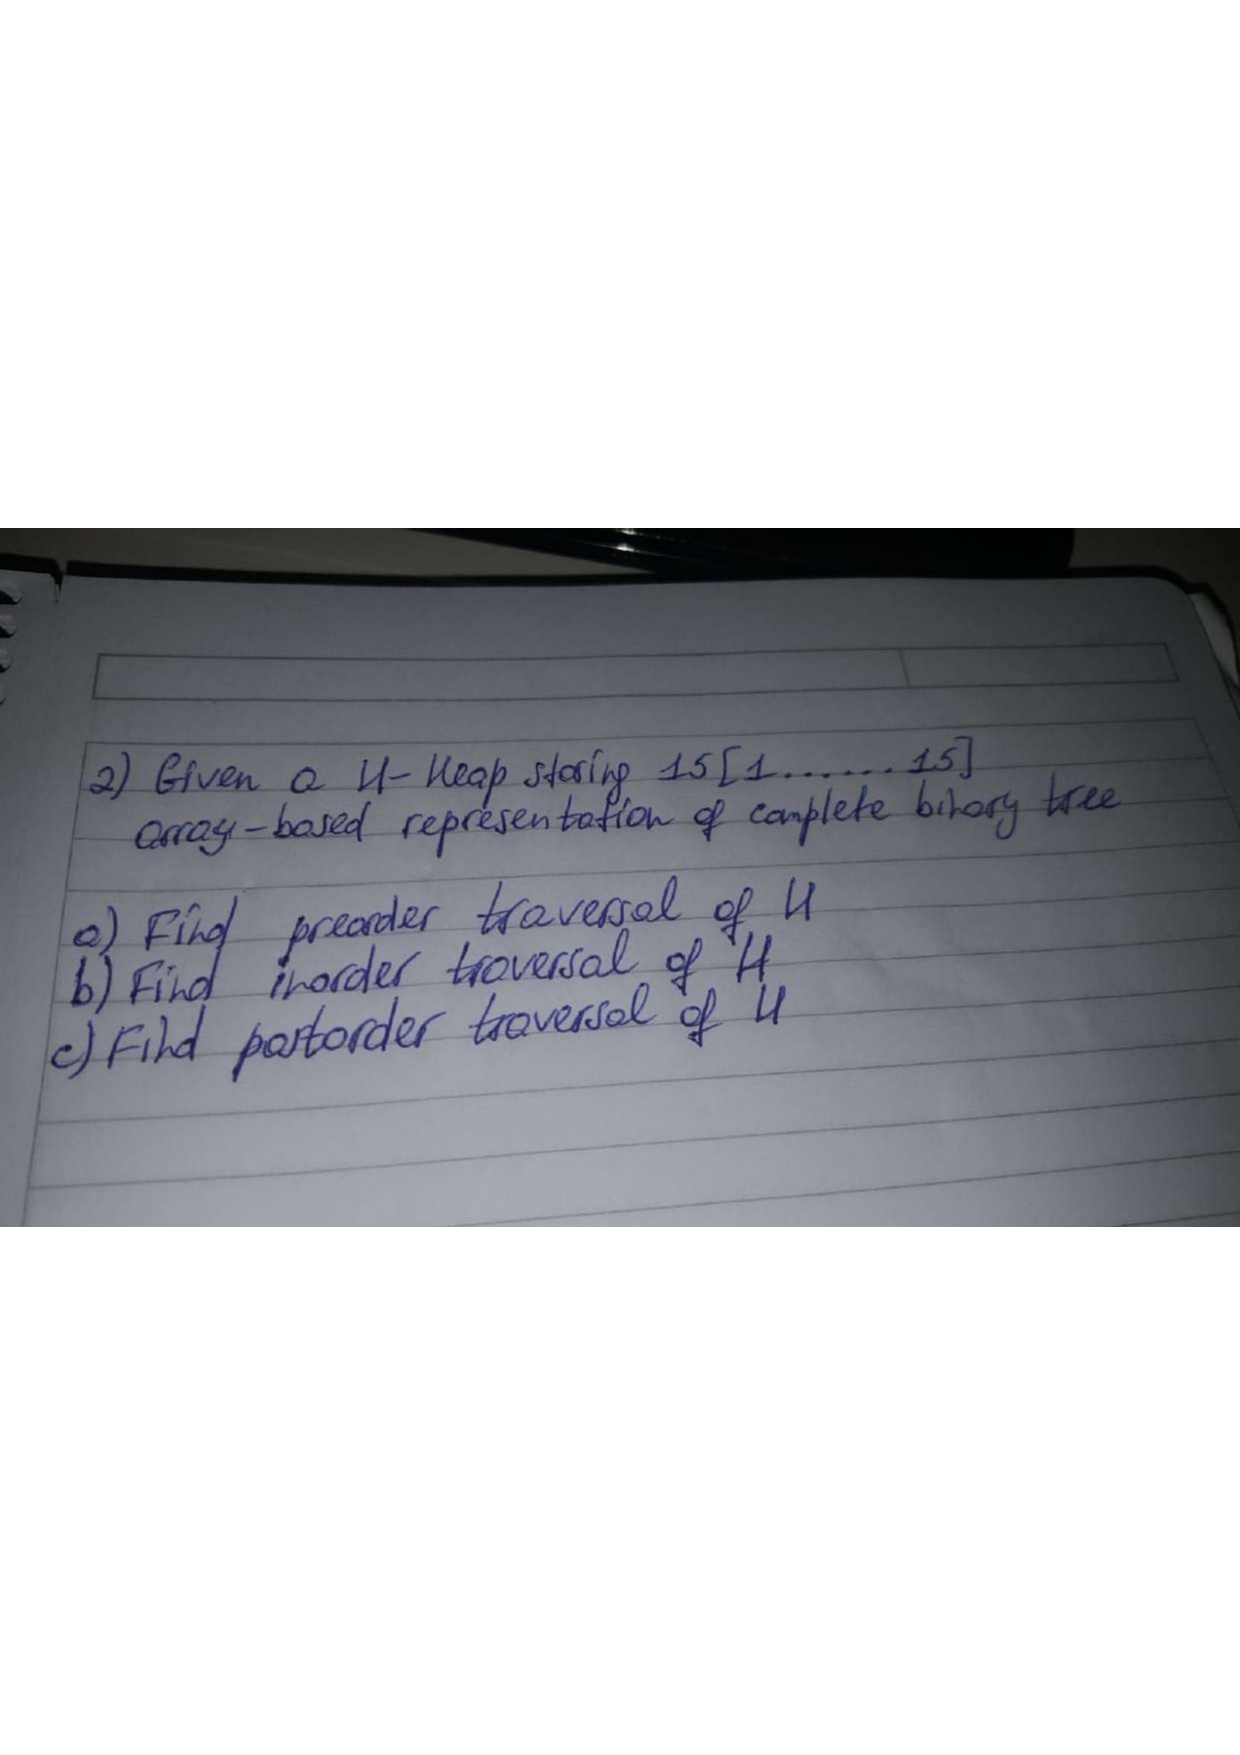 2) Given a H-Heap storing 15[1.......15]
array-based representation of complete binary tree
a) Find preorder traversal of H
b) Find inorder traversal of H
c) Find postorder traversal of H